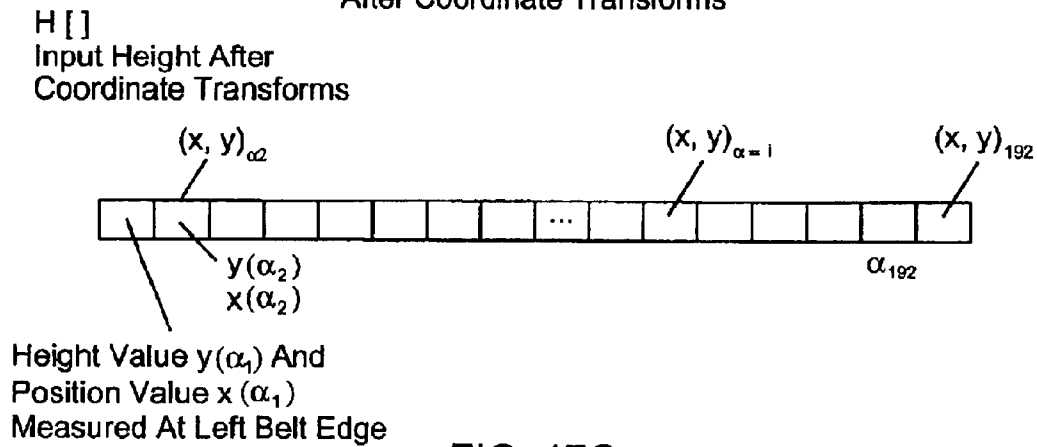 After Coordinate Transforms
H [ ]
Input Height After
Coordinate Transforms
(x, y)α2
(x, y)α = i
(x, y)192
...
y(α2)
x(α2)
α192
Height Value y(α1) And
Position Value x (α1)
Measured At Left Belt Edge